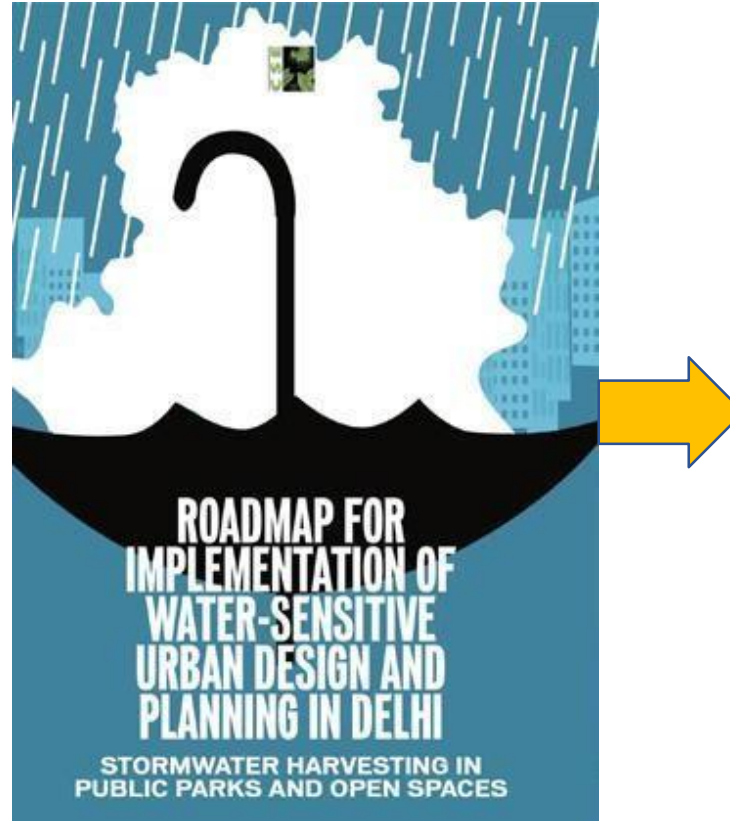 ROADMAP FOR
IMPLEMENTATION OF
WATER-SENSITIVE
URBAN DESIGN AND
PLANNING IN DELHI
STORMWATER HARVESTING IN
PUBLIC PARKS AND OPEN SPACES